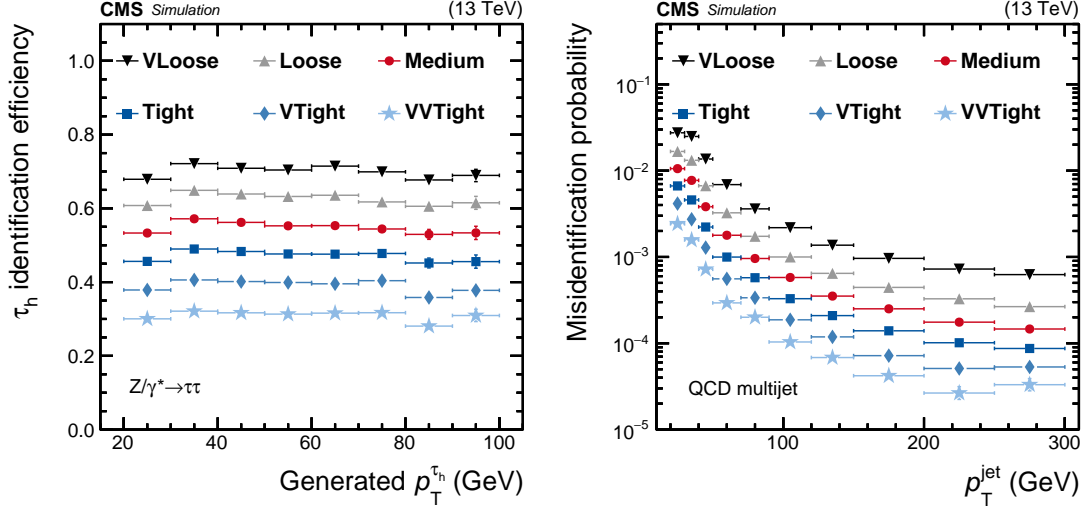 CMS Simulation (13 TeV)
τh identification efficiency
1.0
0.8
0.6
0.4
0.2
0.0
VLoose Loose Medium
Tight VTight VVTight
Z/γ*→ττ
20 40 60 80 100
Generated pT^τh (GeV)
CMS Simulation (13 TeV)
Misidentification probability
10⁻¹
10⁻²
10⁻³
10⁻⁴
10⁻⁵
VLoose Loose Medium
Tight VTight VVTight
QCD multijet
100 200 300
pT^jet (GeV)